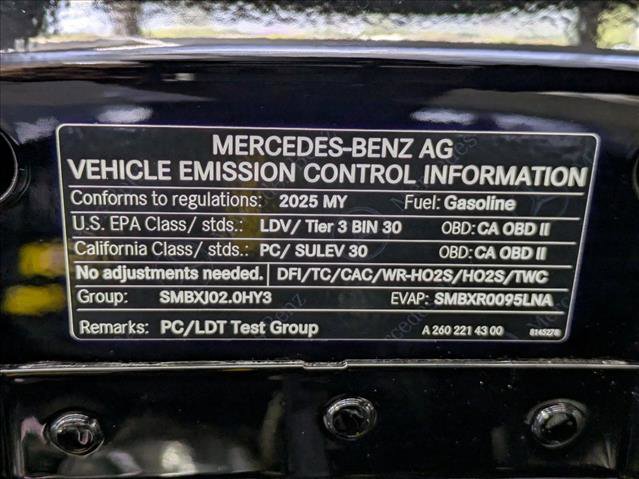 MERCEDES-BENZ AG
VEHICLE EMISSION CONTROL INFORMATION
Conforms to regulations: 2025 MY Fuel: Gasoline
U.S. EPA Class/ stds.: LDV/ Tier 3 BIN 30 OBD: CA OBD II
California Class/ stds.: PC/ SULEV 30 OBD: CA OBD II
No adjustments needed. DFI/TC/CAC/WR-HO2S/HO2S/TWC
Group: SMBXJ02.0HY3 EVAP: SMBXR0095LNA
Remarks: PC/LDT Test Group A 260 221 43 00